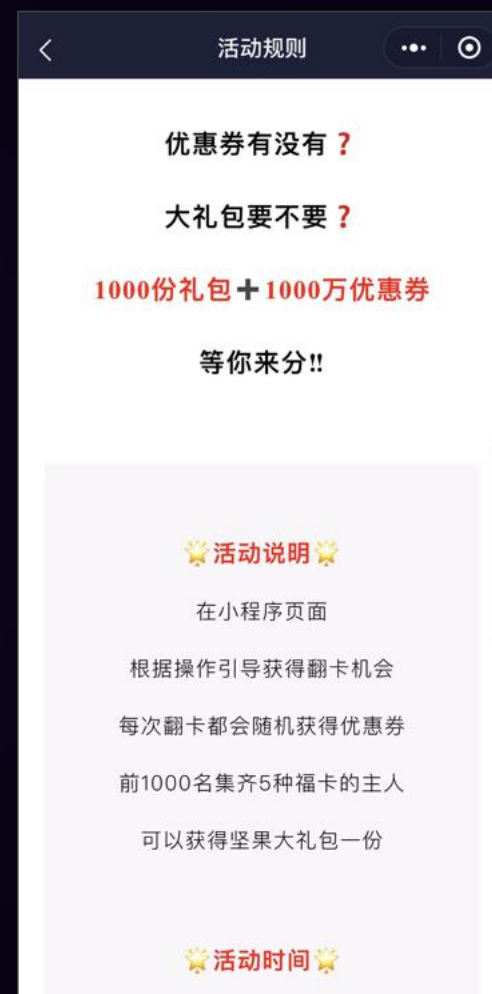 活动规则
优惠券有没有❓
大礼包要不要❓
1000份礼包➕1000万优惠券
等你来分‼
🌟活动说明🌟
在小程序页面
根据操作引导获得翻卡机会
每次翻卡都会随机获得优惠券
前1000名集齐5种福卡的主人
可以获得坚果大礼包一份
🌟活动时间🌟